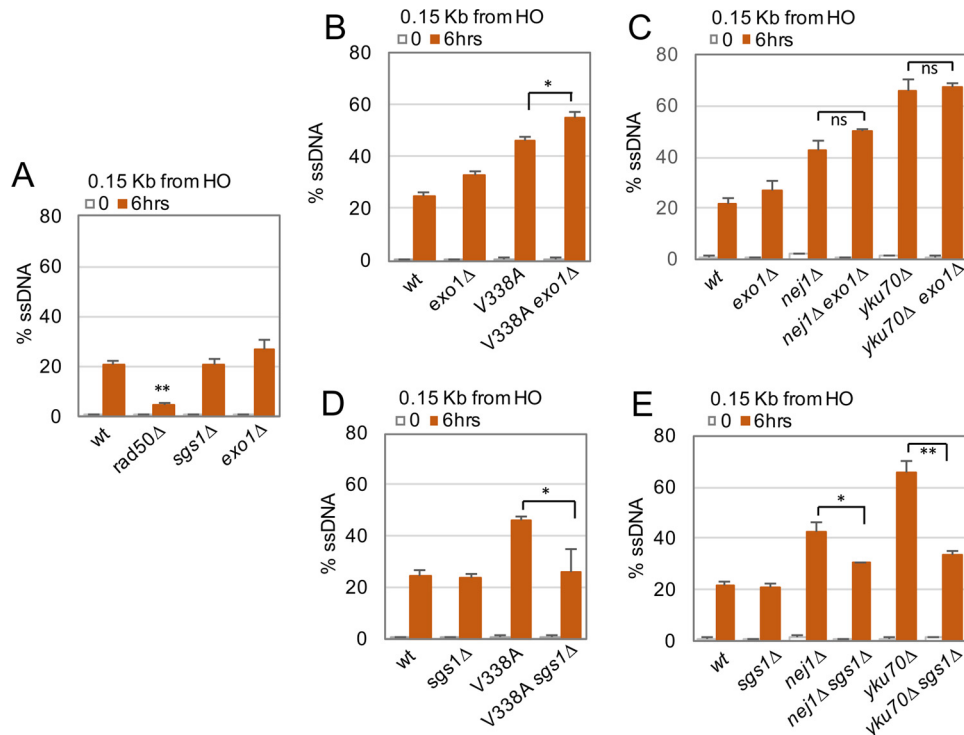 A
0.15 Kb from HO
0 6hrs
% ssDNA
80
60
40
20
0
**
wt
rad50Δ
sgs1Δ
exo1Δ
B
0.15 Kb from HO
0 6hrs
% ssDNA
80
60
40
20
0
*
wt
exo1Δ
V338A
V338A exo1Δ
C
0.15 Kb from HO
0 6hrs
% ssDNA
80
60
40
20
0
ns
ns
wt
exo1Δ
nej1Δ
nej1Δ exo1Δ
yku70Δ
yku70Δ exo1Δ
D
0.15 Kb from HO
0 6hrs
% ssDNA
80
60
40
20
0
*
wt
sgs1Δ
V338A
V338A sgs1Δ
E
0.15 Kb from HO
0 6hrs
% ssDNA
80
60
40
20
0
*
**
wt
sgs1Δ
nej1Δ
nej1Δ sgs1Δ
yku70Δ
yku70Δ sgs1Δ